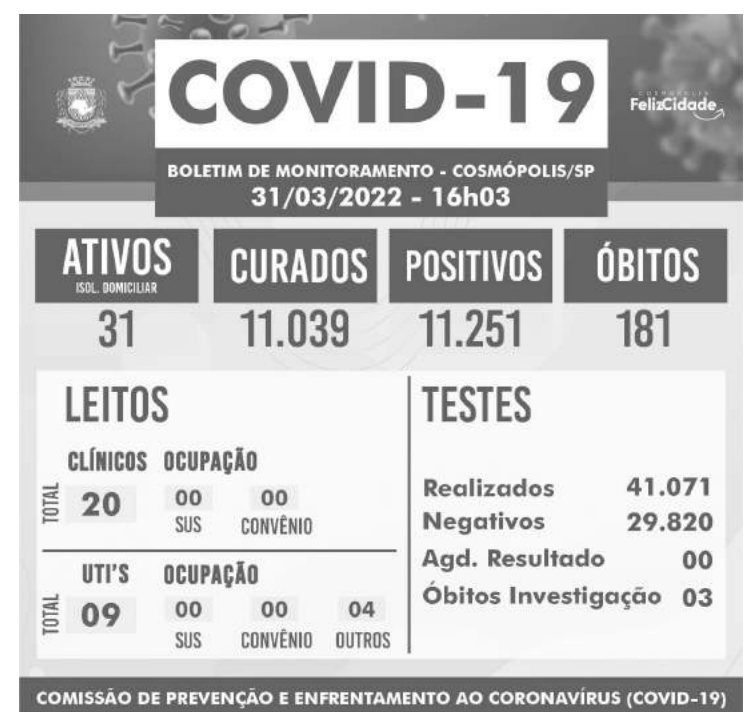 COVID-19
COSMÓPOLIS
FelizCidade
BOLETIM DE MONITORAMENTO - COSMÓPOLIS/SP
31/03/2022 - 16h03
ATIVOS
ISOL. DOMICILIAR
31
CURADOS
11.039
POSITIVOS
11.251
ÓBITOS
181
LEITOS
CLÍNICOS OCUPAÇÃO
TOTAL
20
00
SUS
00
CONVÊNIO
UTI'S OCUPAÇÃO
TOTAL
09
00
SUS
00
CONVÊNIO
04
OUTROS
TESTES
Realizados 41.071
Negativos 29.820
Agd. Resultado 00
Óbitos Investigação 03
COMISSÃO DE PREVENÇÃO E ENFRENTAMENTO AO CORONAVÍRUS (COVID-19)